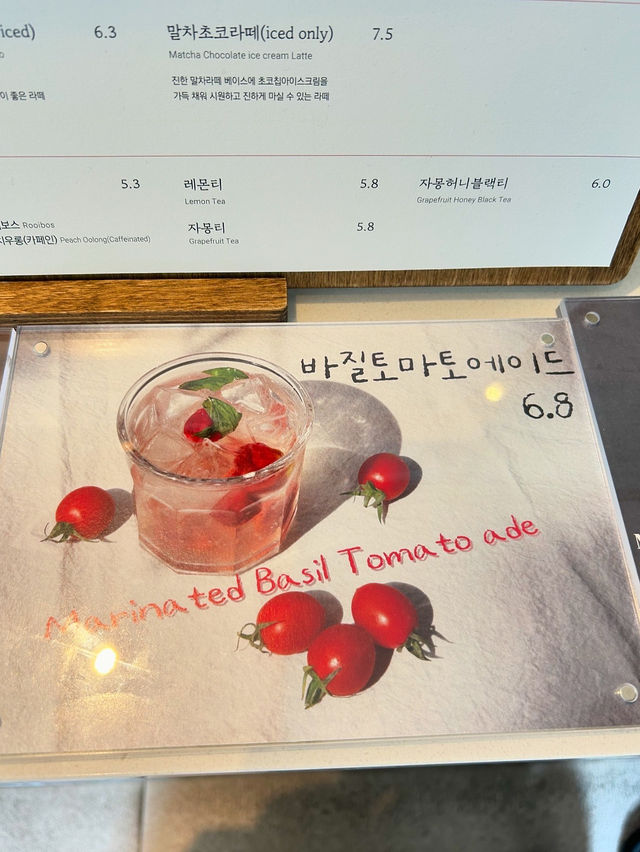 iced) 6.3
말차초코라떼(iced only) 7.5
Matcha Chocolate ice cream Latte
진한 말차라떼 베이스에 초코칩아이스크림을
가득 채워 시원하고 진하게 마실 수 있는 라떼
이 좋은 라떼
5.3
레몬티 5.8
Lemon Tea
자몽허니블랙티 6.0
Grapefruit Honey Black Tea
보스 Rooibos
치우롱(카페인) Peach Oolong(Caffeinated)
자몽티 5.8
Grapefruit Tea
바질토마토에이드
6.8
Marinated Basil Tomato ade